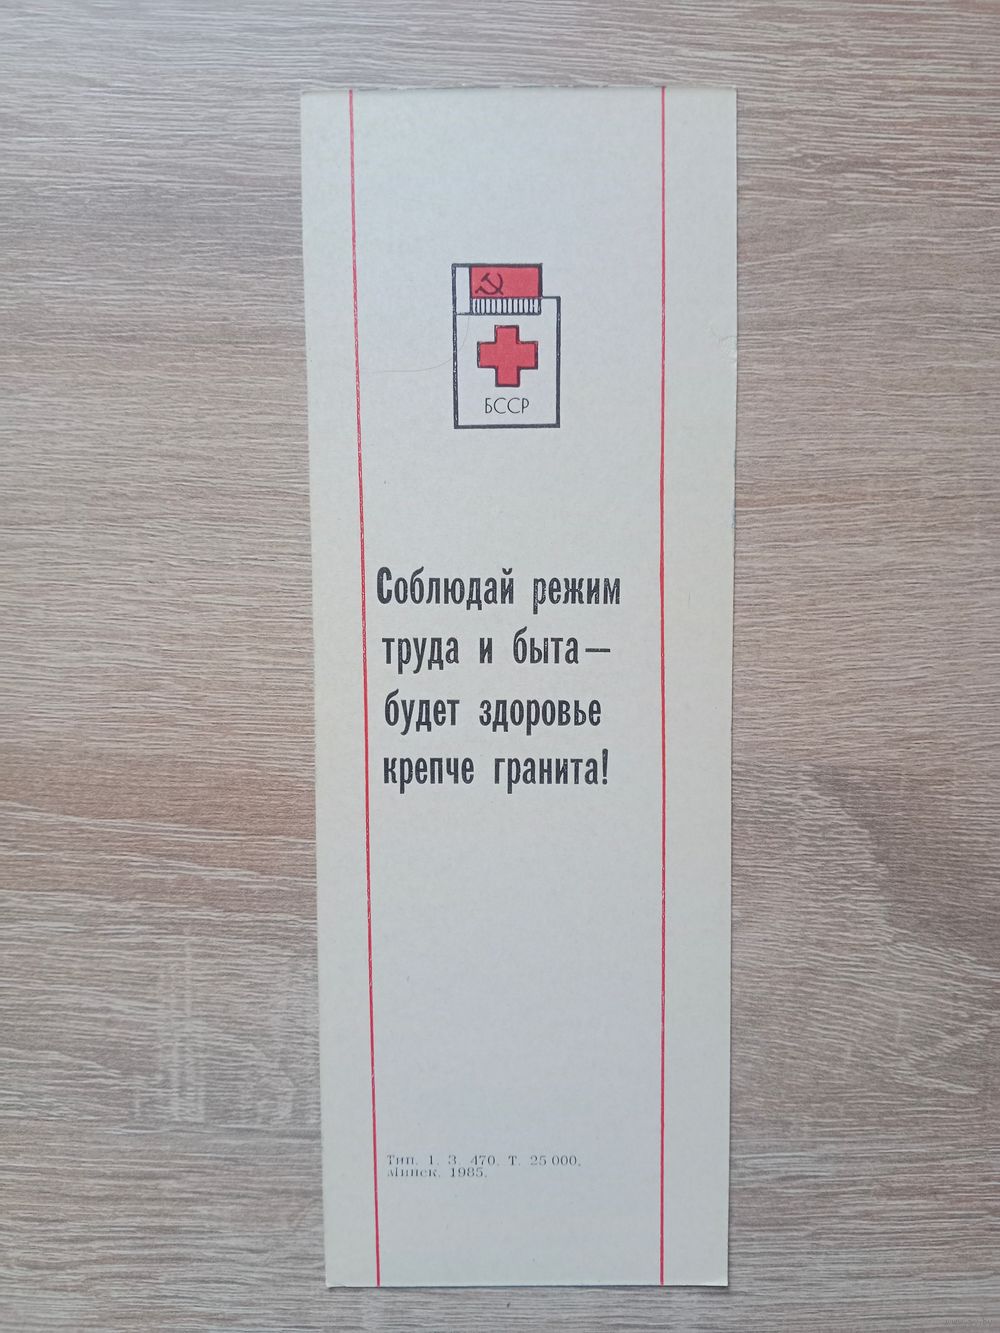 БССР
Соблюдай режим
труда и быта —
будет здоровье
крепче гранита!
Тип. 1. З. 470. Т. 25 000.
Минск. 1985.